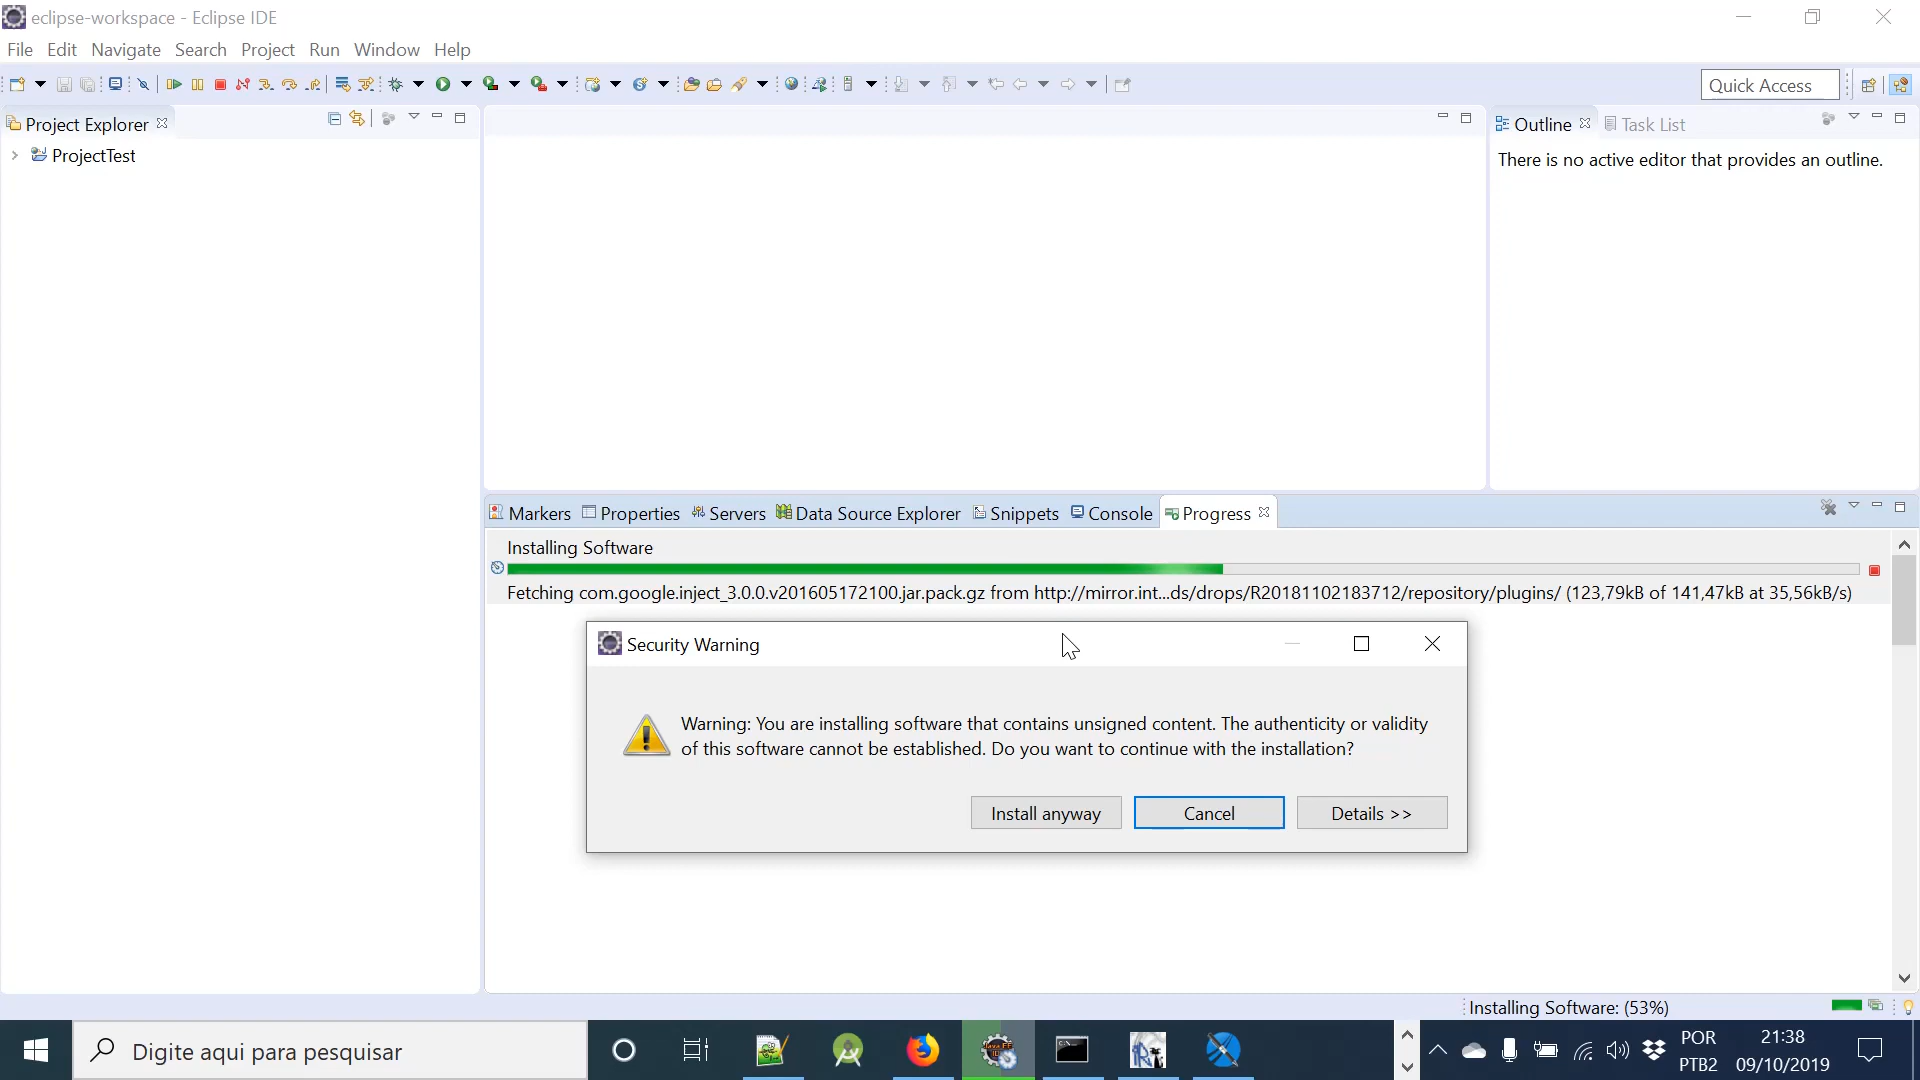 eclipse-workspace - Eclipse IDE
File Edit Navigate Search Project Run Window Help
Quick Access
Project Explorer
ProjectTest
Outline Task List
There is no active editor that provides an outline.
Markers Properties Servers Data Source Explorer Snippets Console Progress
Installing Software
Fetching com.google.inject_3.0.0.v201605172100.jar.pack.gz from http://mirror.int...ds/drops/R20181102183712/repository/plugins/ (123,79kB of 141,47kB at 35,56kB/s)
Security Warning
Warning: You are installing software that contains unsigned content. The authenticity or validity
of this software cannot be established. Do you want to continue with the installation?
Install anyway Cancel Details >>
Installing Software: (53%)
Digite aqui para pesquisar
POR 21:38
PTB2 09/10/2019